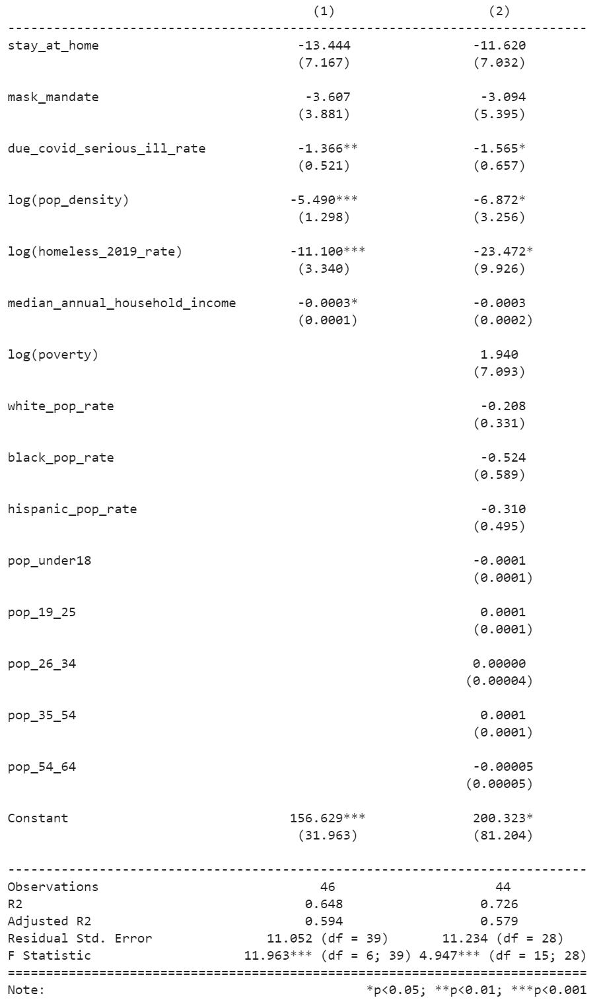 (1) (2)
----------------------------------------------------------------------------
stay_at_home -13.444 -11.620
(7.167) (7.032)
mask_mandate -3.607 -3.094
(3.881) (5.395)
due_covid_serious_ill_rate -1.366** -1.565*
(0.521) (0.657)
log(pop_density) -5.490*** -6.872*
(1.298) (3.256)
log(homeless_2019_rate) -11.100*** -23.472*
(3.340) (9.926)
median_annual_household_income -0.0003* -0.0003
(0.0001) (0.0002)
log(poverty) 1.940
(7.093)
white_pop_rate -0.208
(0.331)
black_pop_rate -0.524
(0.589)
hispanic_pop_rate -0.310
(0.495)
pop_under18 -0.0001
(0.0001)
pop_19_25 0.0001
(0.0001)
pop_26_34 0.00000
(0.00004)
pop_35_54 0.0001
(0.0001)
pop_54_64 -0.00005
(0.00005)
Constant 156.629*** 200.323*
(31.963) (81.204)
----------------------------------------------------------------------------
Observations 46 44
R2 0.648 0.726
Adjusted R2 0.594 0.579
Residual Std. Error 11.052 (df = 39) 11.234 (df = 28)
F Statistic 11.963*** (df = 6; 39) 4.947*** (df = 15; 28)
============================================================================
Note: *p<0.05; **p<0.01; ***p<0.001